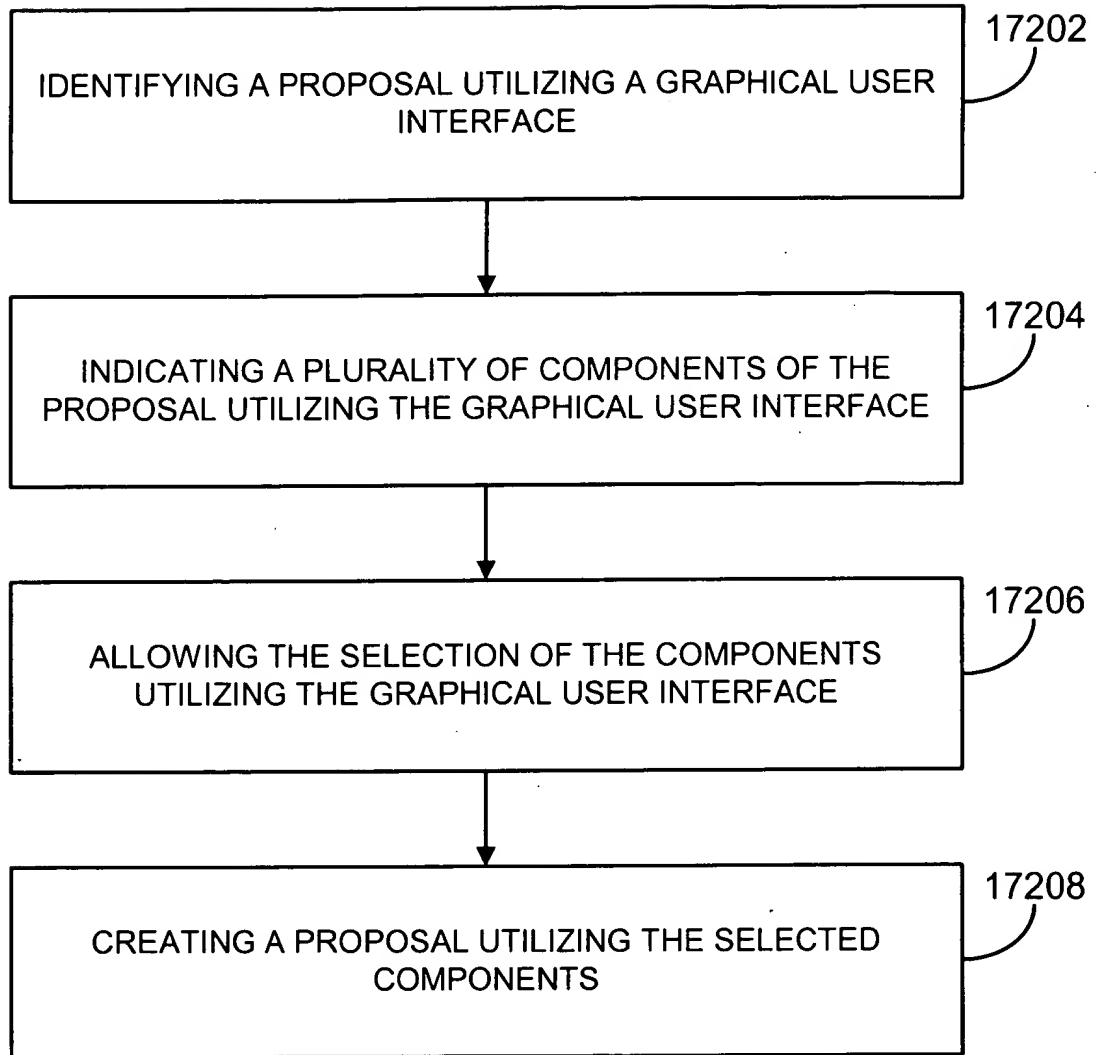 17202
IDENTIFYING A PROPOSAL UTILIZING A GRAPHICAL USER
INTERFACE
17204
INDICATING A PLURALITY OF COMPONENTS OF THE
PROPOSAL UTILIZING THE GRAPHICAL USER INTERFACE
17206
ALLOWING THE SELECTION OF THE COMPONENTS
UTILIZING THE GRAPHICAL USER INTERFACE
17208
CREATING A PROPOSAL UTILIZING THE SELECTED
COMPONENTS